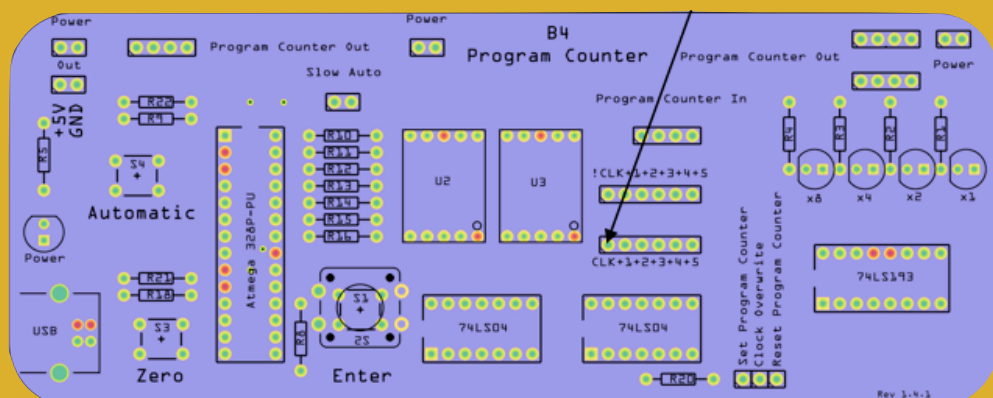 Power
Out
+5V
GND
Program Counter Out
Power
Slow Auto
B4
Program Counter
Program Counter Out
Power
Program Counter In
R22
R9
R5
S4
Automatic
Power
R21
R18
USB
S3
Zero
Atmega 328P-PU
R10
R11
R12
R13
R14
R15
R16
R8
S1
S2
Enter
U2
U3
!CLK+1+2+3+4+5
CLK+1+2+3+4+5
74LS04
74LS04
R20
Set Program Counter
Clock Overwrite
Reset Program Counter
R4
R3
R2
R1
x8
x4
x2
x1
74LS193
Rev 1.4.1